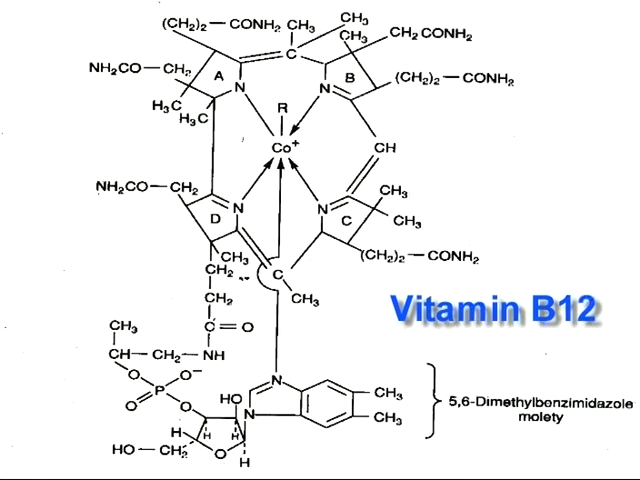 (CH₂)₂—CONH₂ CH₃ CH₃
CH₃ CH₂ CONH₂
C
NH₂CO—CH₂ A B (CH₂)₂—CONH₂
N N
H₃C R
H₃C
Co⁺ CH
NH₂CO—CH₂ CH₃
N N
D C CH₃
CH₃ (CH₂)₂—CONH₂
CH₂ C
CH₂ CH₃
Vitamin B12
CH₃ C=O
CH—CH₂—NH
O O⁻ N
P HO CH₃
O O N CH₃
5,6-Dimethylbenzimidazole
moiety
H H H
HO—CH₂ O
H